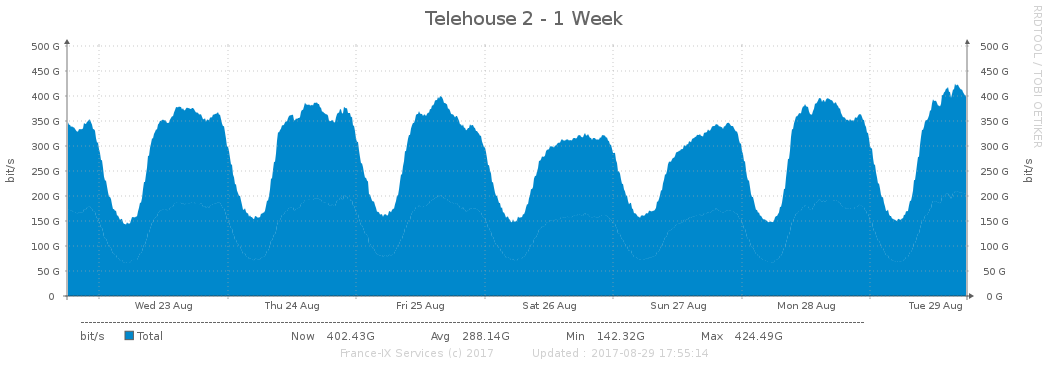 Telehouse 2 - 1 Week
RRDTOOL / TOBI OETIKER
500 G 500 G
450 G 450 G
400 G 400 G
350 G 350 G
300 G 300 G
250 G 250 G
200 G 200 G
150 G 150 G
100 G 100 G
50 G 50 G
0 0 G
bit/s bit/s
Wed 23 Aug Thu 24 Aug Fri 25 Aug Sat 26 Aug Sun 27 Aug Mon 28 Aug Tue 29 Aug
bit/s Total Now 402.43G Avg 288.14G Min 142.32G Max 424.49G
France-IX Services (c) 2017 Updated : 2017-08-29 17:55:14